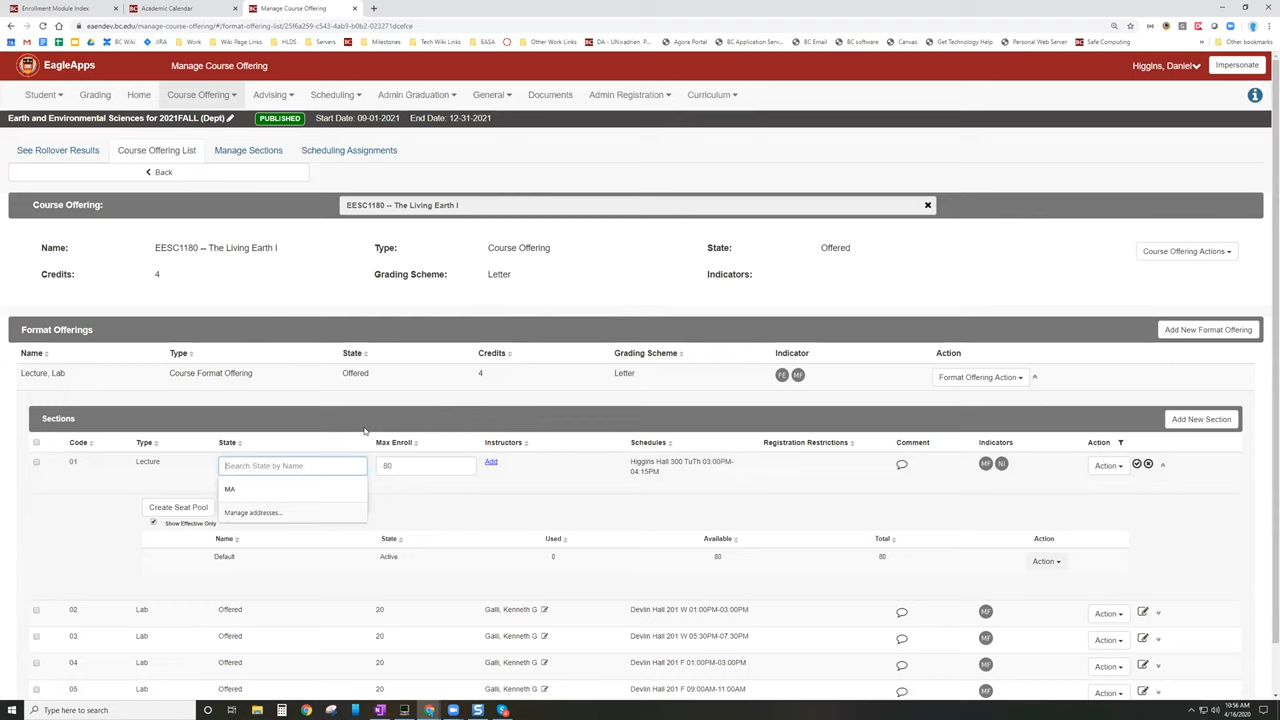 Enrollment Module Index
Academic Calendar
Manage Course Offering
eaendev.bc.edu/manage-course-offering/#/format-offering-list/25f6a259-c543-4ab9-b0b2-023271dcefce
BC Wiki JIRA Work Wiki Page Links HLDS Servers Milestones Tech Wiki Links EASA Other Work Links Agora Portal BC Application Serv... BC Email BC software Canvas Get Technology Help Personal Web Server Safe Computing » Other bookmarks
EagleApps Manage Course Offering Higgins, Daniel Impersonate
Student Grading Home Course Offering Advising Scheduling Admin Graduation General Documents Admin Registration Curriculum
Earth and Environmental Sciences for 2021FALL (Dept) PUBLISHED Start Date: 09-01-2021 End Date: 12-31-2021
See Rollover Results Course Offering List Manage Sections Scheduling Assignments
Back
Course Offering: EESC1180 -- The Living Earth I
Name: EESC1180 -- The Living Earth I Type: Course Offering State: Offered Course Offering Actions
Credits: 4 Grading Scheme: Letter Indicators:
Format Offerings Add New Format Offering
Name Type State Credits Grading Scheme Indicator Action
Lecture, Lab Course Format Offering Offered 4 Letter FE MF Format Offering Action
Sections Add New Section
Code Type State Max Enroll Instructors Schedules Registration Restrictions Comment Indicators Action
01 Lecture Search State by Name 80 Add Higgins Hall 300 TuTh 03:00PM- MF NI Action
04:15PM
MA
Create Seat Pool Manage addresses...
Show Effective Only
Name State Used Available Total Action
Default Active 0 80 80 Action
02 Lab Offered 20 Galli, Kenneth G Devlin Hall 201 W 01:00PM-03:00PM MF Action
03 Lab Offered 20 Galli, Kenneth G Devlin Hall 201 W 05:30PM-07:30PM MF Action
04 Lab Offered 20 Galli, Kenneth G Devlin Hall 201 F 01:00PM-03:00PM MF Action
05 Lab Offered 20 Galli, Kenneth G Devlin Hall 201 F 09:00AM-11:00AM MF Action
Type here to search
10:56 AM
4/16/2020